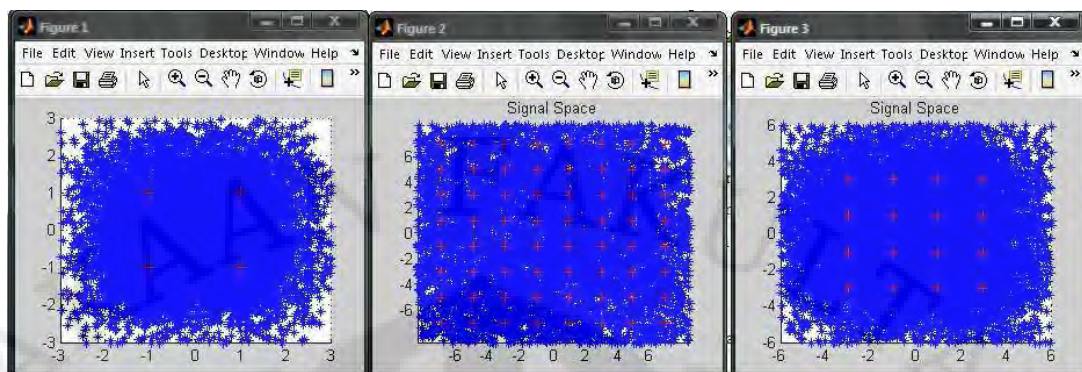 Figure 1
File Edit View Insert Tools Desktop Window Help
3
2
1
0
-1
-2
-3
-3 -2 -1 0 1 2 3
Figure 2
File Edit View Insert Tools Desktop Window Help
Signal Space
6
4
2
0
-2
-4
-6
-6 -4 -2 0 2 4 6
Figure 3
File Edit View Insert Tools Desktop Window Help
Signal Space
6
4
2
0
-2
-4
-6
-6 -4 -2 0 2 4 6
AAN FAKULT